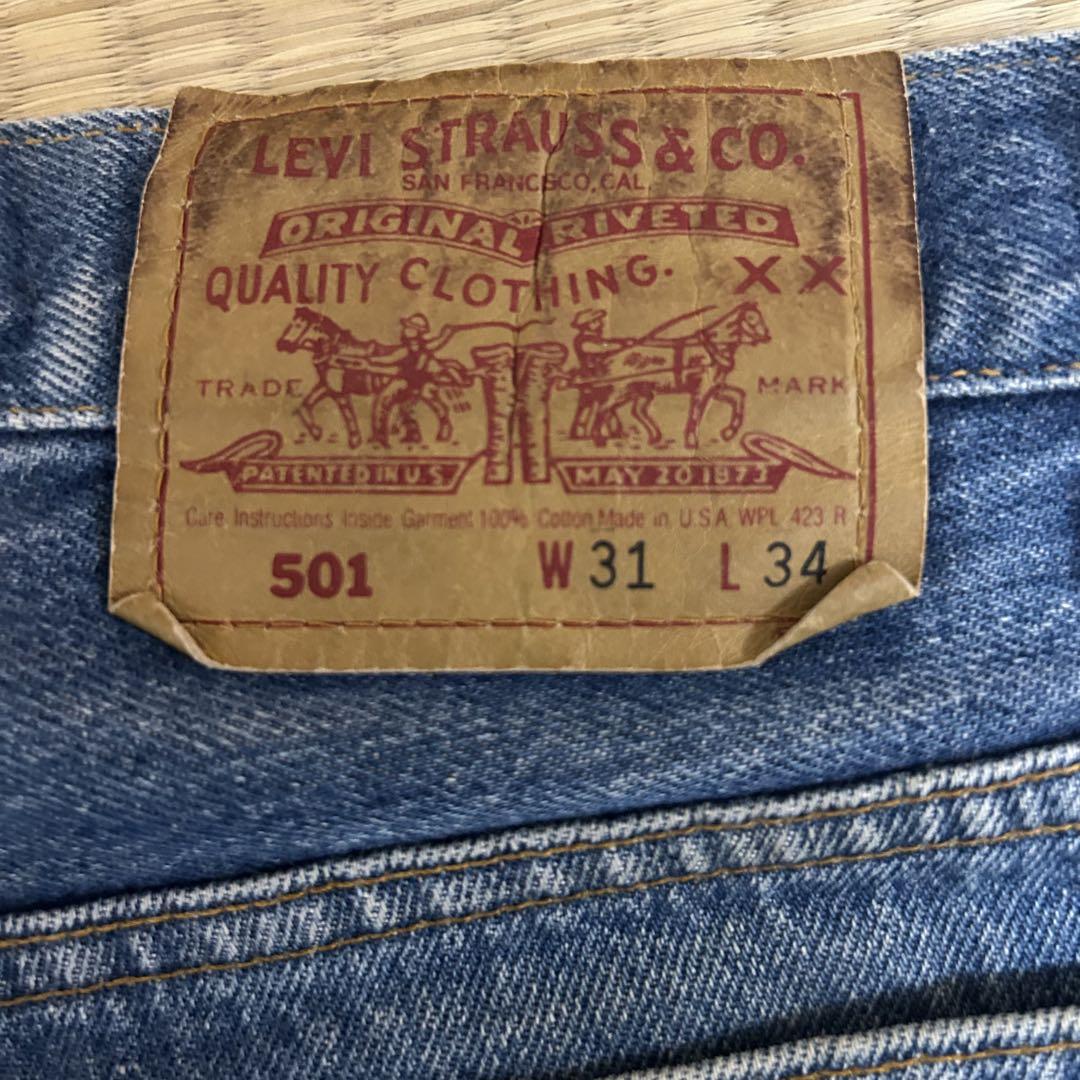 LEVI STRAUSS & CO.
SAN FRANCISCO, CAL.
ORIGINAL RIVETED
QUALITY CLOTHING. XX
TRADE MARK
PATENTED IN U.S. MAY 20 1873
Care Instructions Inside Garment 100% Cotton Made in U.S.A. WPL 423 R
501 W 31 L 34